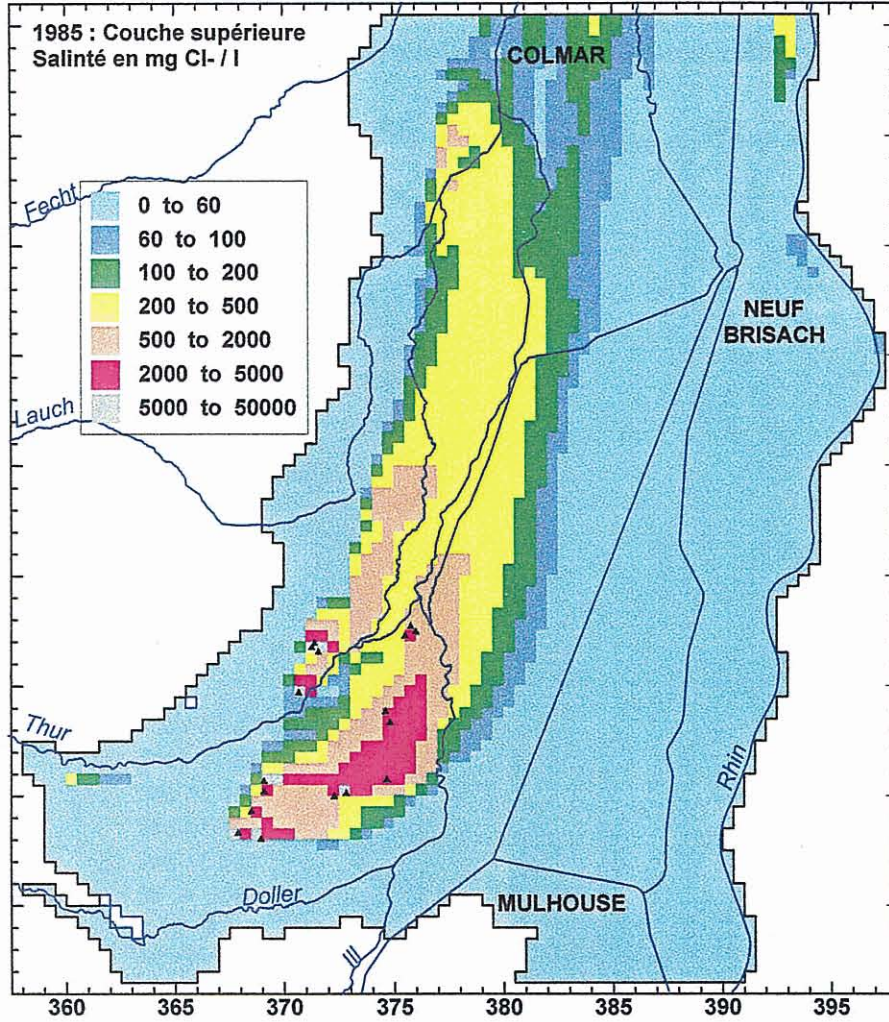 1985 : Couche supérieure
Salinté en mg Cl- / l
COLMAR
Fecht
0 to 60
60 to 100
100 to 200
200 to 500
500 to 2000
2000 to 5000
5000 to 50000
NEUF
BRISACH
Lauch
Thur
Rhin
Doller
MULHOUSE
Ill
360 365 370 375 380 385 390 395